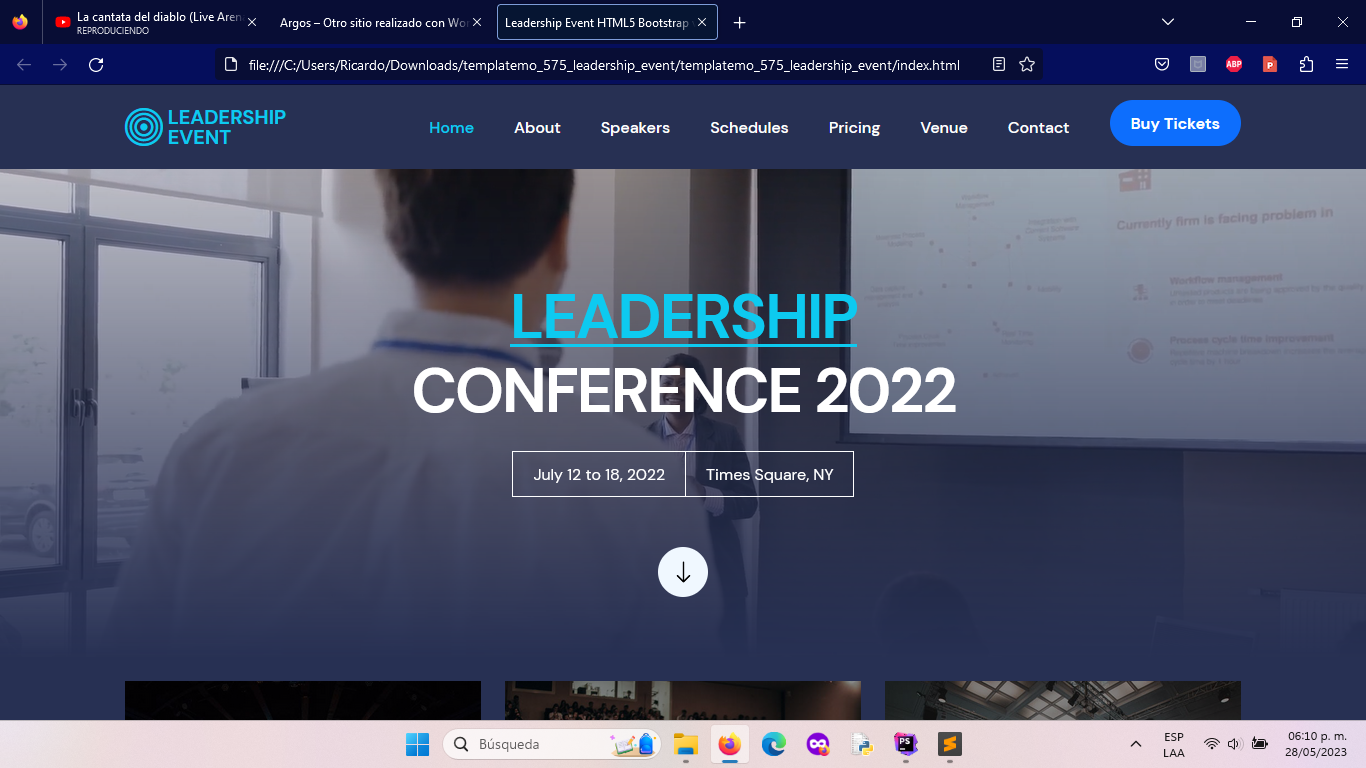 La cantata del diablo (Live Aren
REPRODUCIENDO
Argos – Otro sitio realizado con Wor
Leadership Event HTML5 Bootstrap
file:///C:/Users/Ricardo/Downloads/templatemo_575_leadership_event/templatemo_575_leadership_event/index.html
ABP
P
LEADERSHIP
EVENT
Home About Speakers Schedules Pricing Venue Contact Buy Tickets
Currently firm is facing problem in
Workflow management
Process cycle time improvement
LEADERSHIP
CONFERENCE 2022
July 12 to 18, 2022 Times Square, NY
Búsqueda
PS
ESP
LAA
06:10 p. m.
28/05/2023